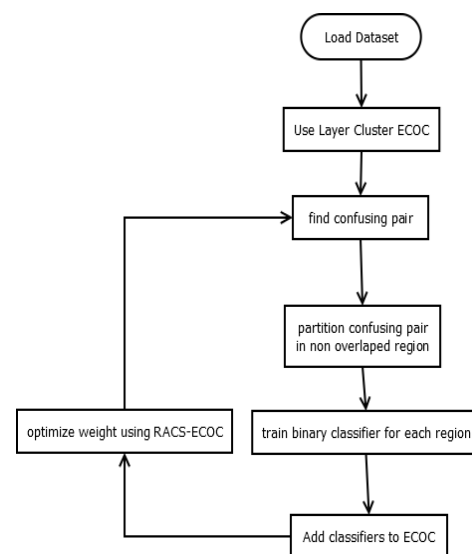 Load Dataset
Use Layer Cluster ECOC
find confusing pair
partition confusing pair
in non overlaped region
optimize weight using RACS-ECOC
train binary classifier for each region
Add classifiers to ECOC